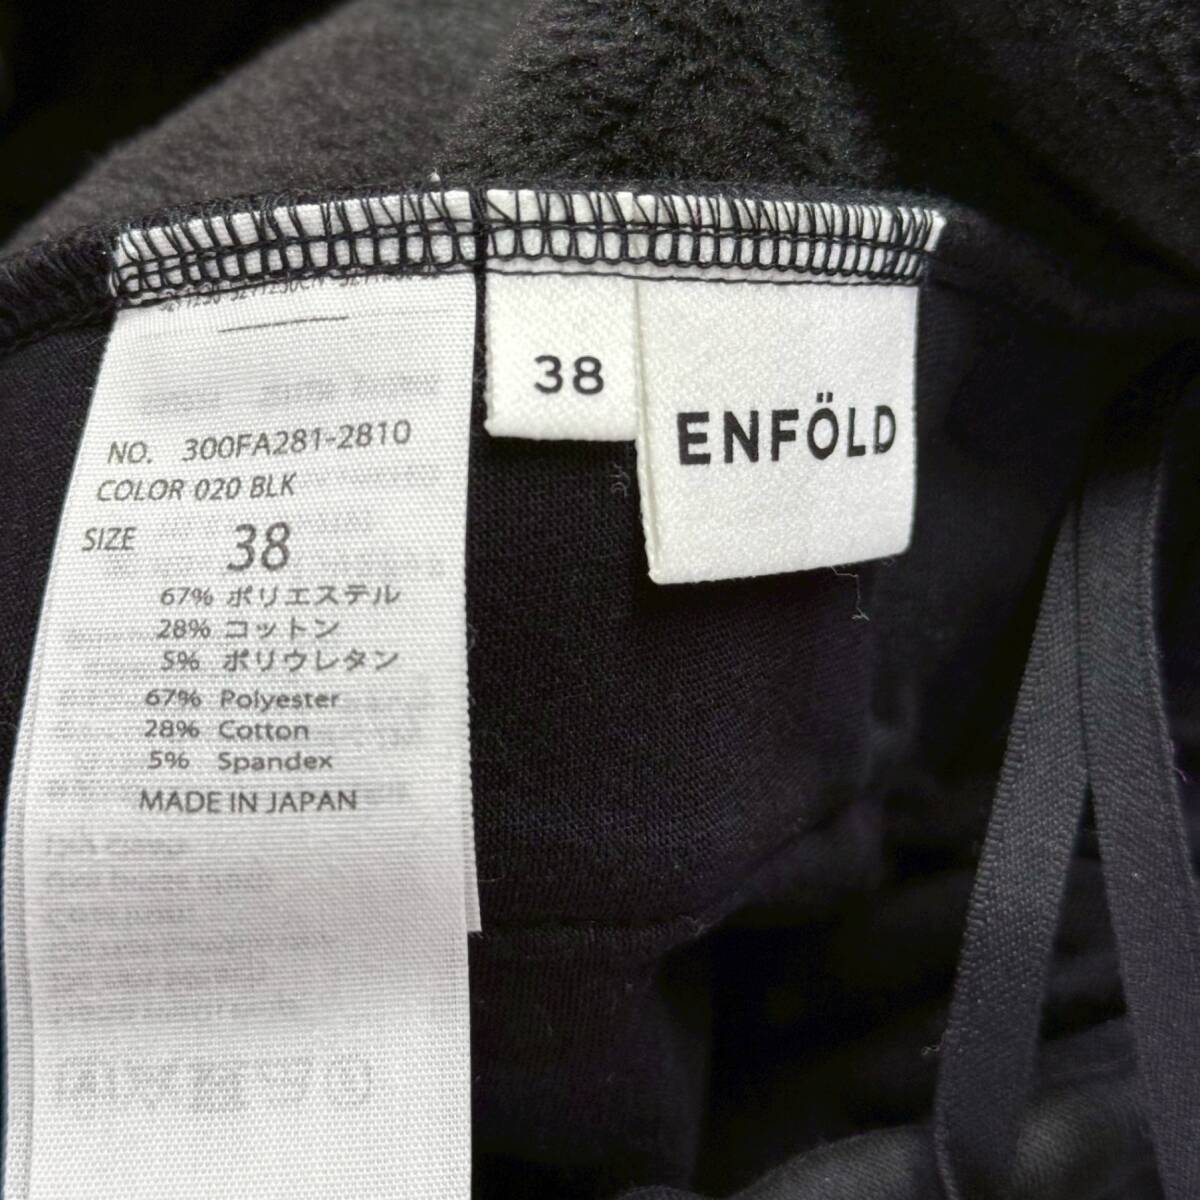 NO. 300FA281-2810
COLOR 020 BLK
SIZE 38
67% ポリエステル
28% コットン
5% ポリウレタン
67% Polyester
28% Cotton
5% Spandex
MADE IN JAPAN
38
ENFÖLD